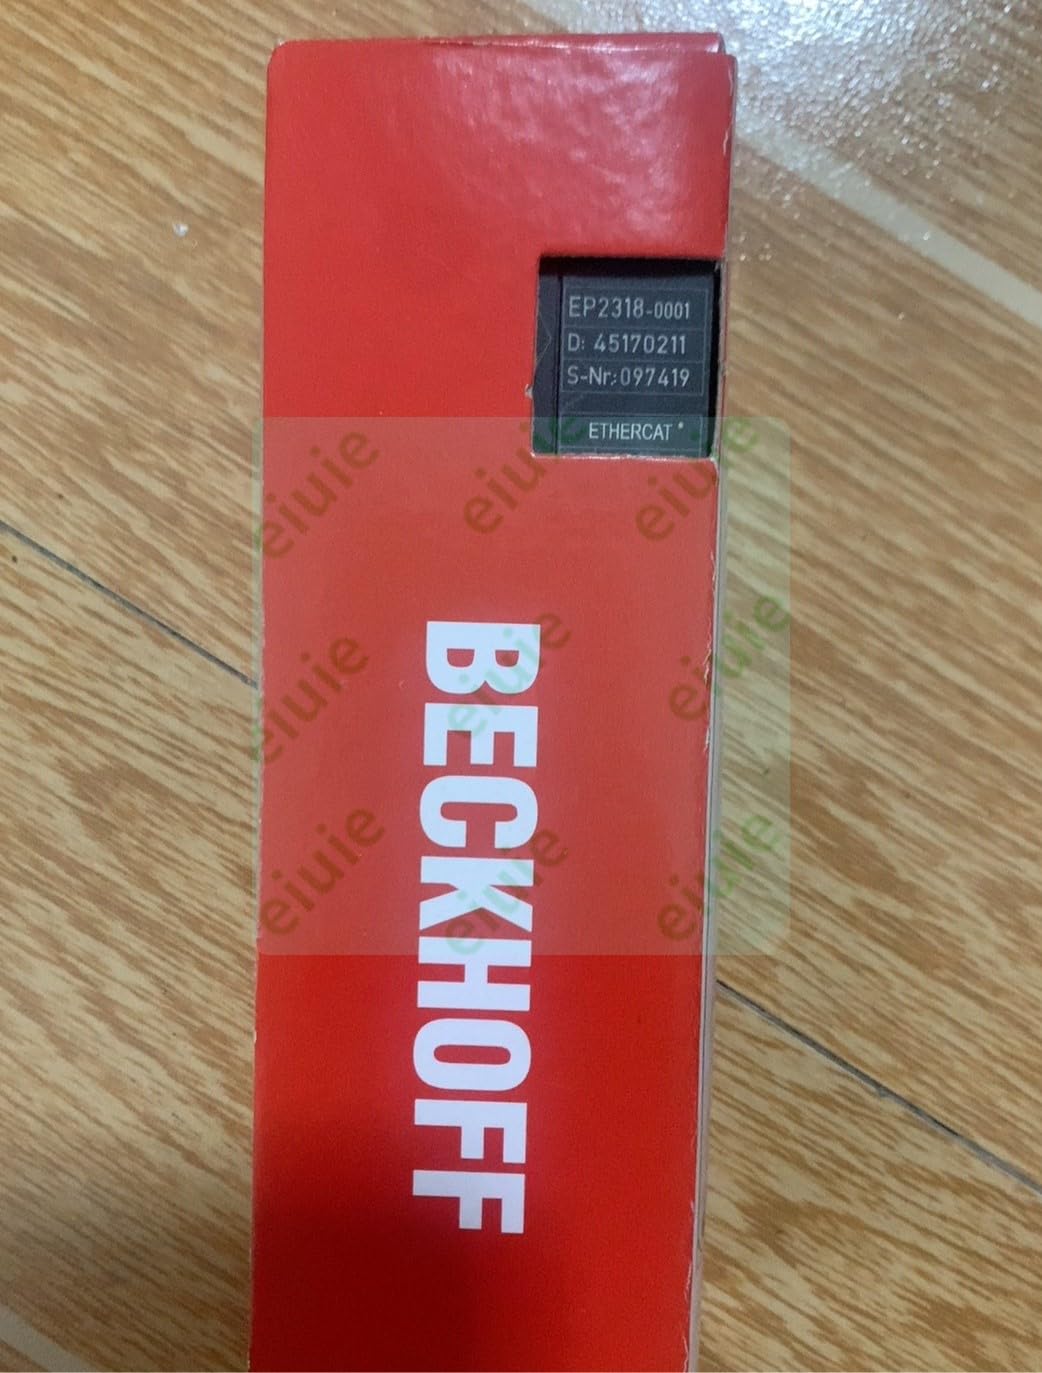 EP2318-0001
D: 45170211
S-Nr.:097419
ETHERCAT
eiuie eiuie eiuie
eiuie eiuie eiuie
eiuie eiuie eiuie
BECKHOFF